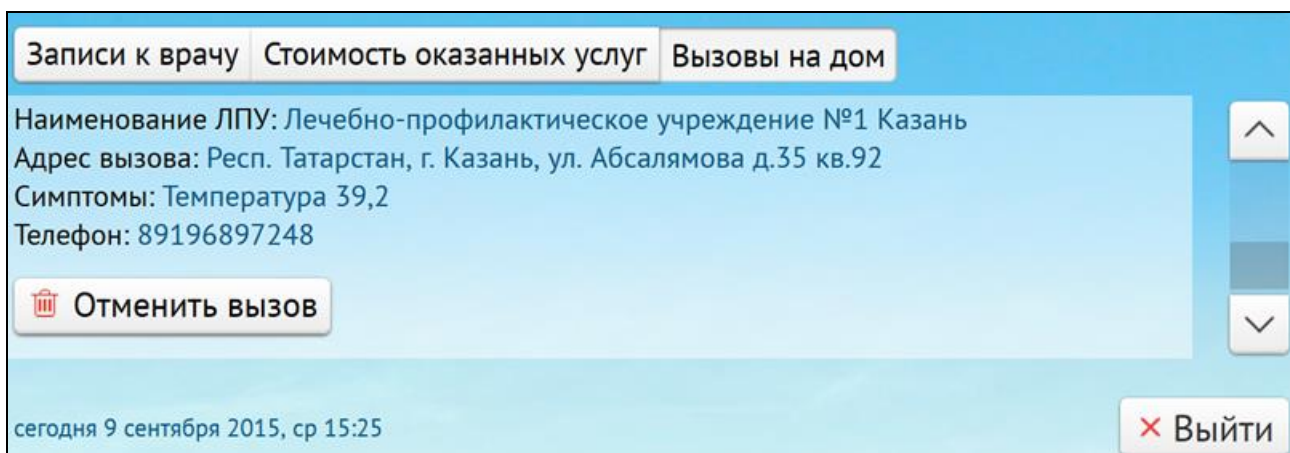 Записи к врачу Стоимость оказанных услуг Вызовы на дом
Наименование ЛПУ: Лечебно-профилактическое учреждение №1 Казань
Адрес вызова: Респ. Татарстан, г. Казань, ул. Абсалямова д.35 кв.92
Симптомы: Температура 39,2
Телефон: 89196897248
Отменить вызов
сегодня 9 сентября 2015, ср 15:25
Выйти